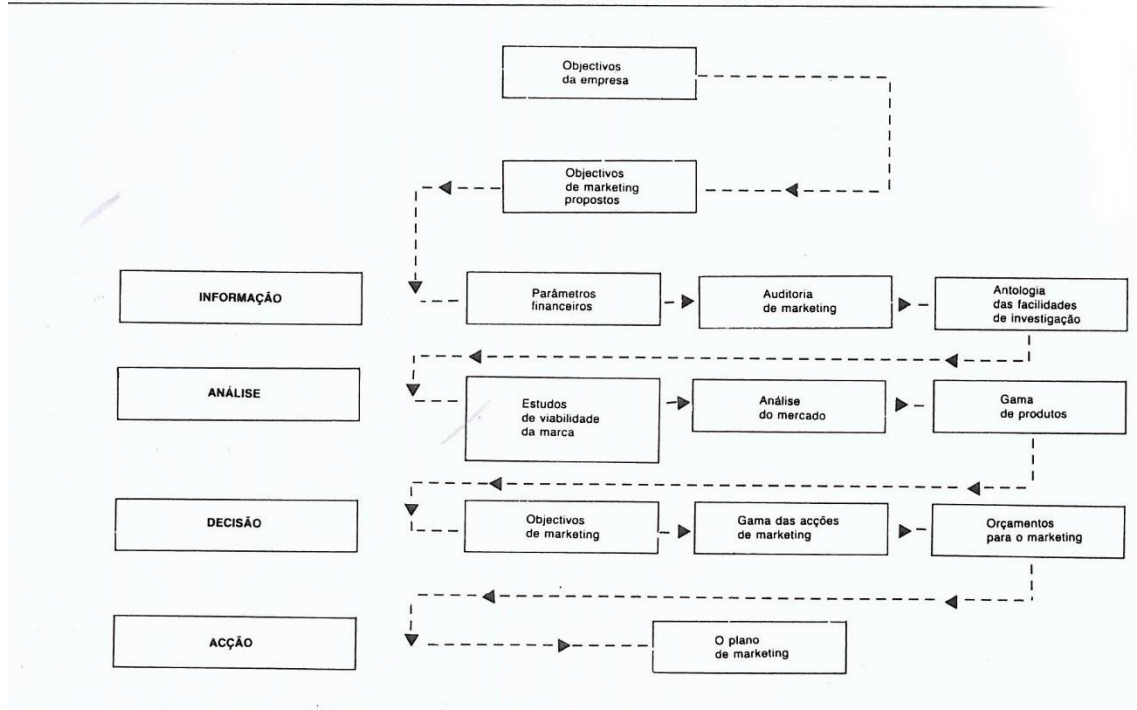 Objectivos
da empresa
Objectivos
de marketing
propostos
INFORMAÇÃO
Parâmetros
financeiros
Auditoria
de marketing
Antologia
das facilidades
de investigação
ANÁLISE
Estudos
de viabilidade
da marca
Análise
do mercado
Gama
de produtos
DECISÃO
Objectivos
de marketing
Gama das acções
de marketing
Orçamentos
para o marketing
ACÇÃO
O plano
de marketing